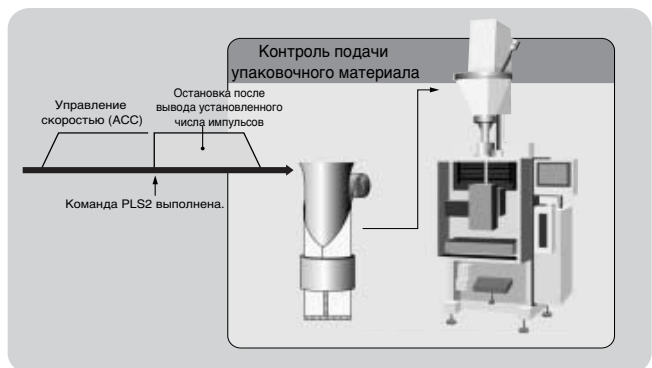 Контроль подачи
упаковочного материала
Остановка после
вывода установленного
числа импульсов
Управление
скоростью (ACC)
Команда PLS2 выполнена.